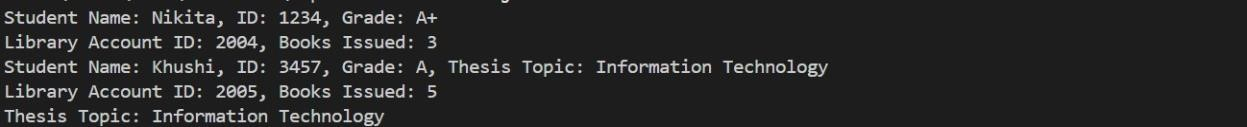 Student Name: Nikita, ID: 1234, Grade: A+
Library Account ID: 2004, Books Issued: 3
Student Name: Khushi, ID: 3457, Grade: A, Thesis Topic: Information Technology
Library Account ID: 2005, Books Issued: 5
Thesis Topic: Information Technology